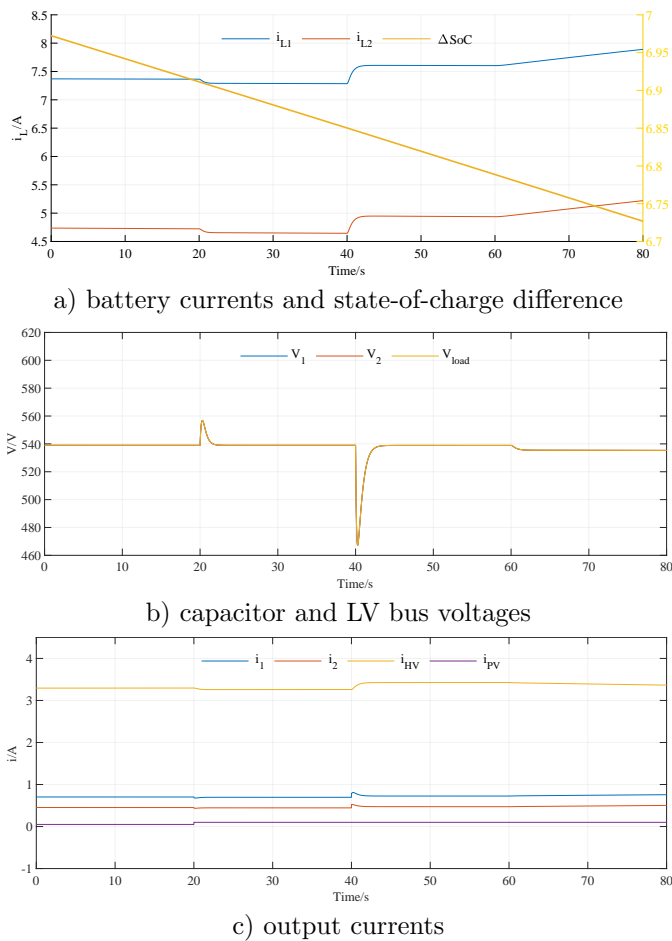 8.5
8
7.5
7
6.5
6
5.5
5
4.5
i_L/A
i_L1 i_L2 ΔSoC
7
6.95
6.9
6.85
6.8
6.75
6.7
0 10 20 30 40 50 60 70 80
Time/s
a) battery currents and state-of-charge difference
620
600
580
560
540
520
500
480
460
V/V
V_1 V_2 V_load
0 10 20 30 40 50 60 70 80
Time/s
b) capacitor and LV bus voltages
4
3
2
1
0
-1
i/A
i_1 i_2 i_HV i_PV
0 10 20 30 40 50 60 70 80
Time/s
c) output currents